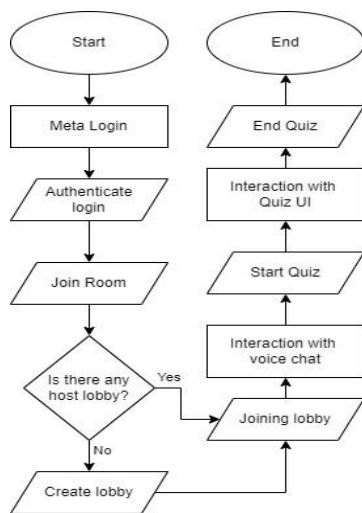 Start
Meta Login
Authenticate
login
Join Room
Is there any
host lobby?
Yes
No
Create lobby
Joining lobby
Interaction with
voice chat
Start Quiz
Interaction with
Quiz UI
End Quiz
End